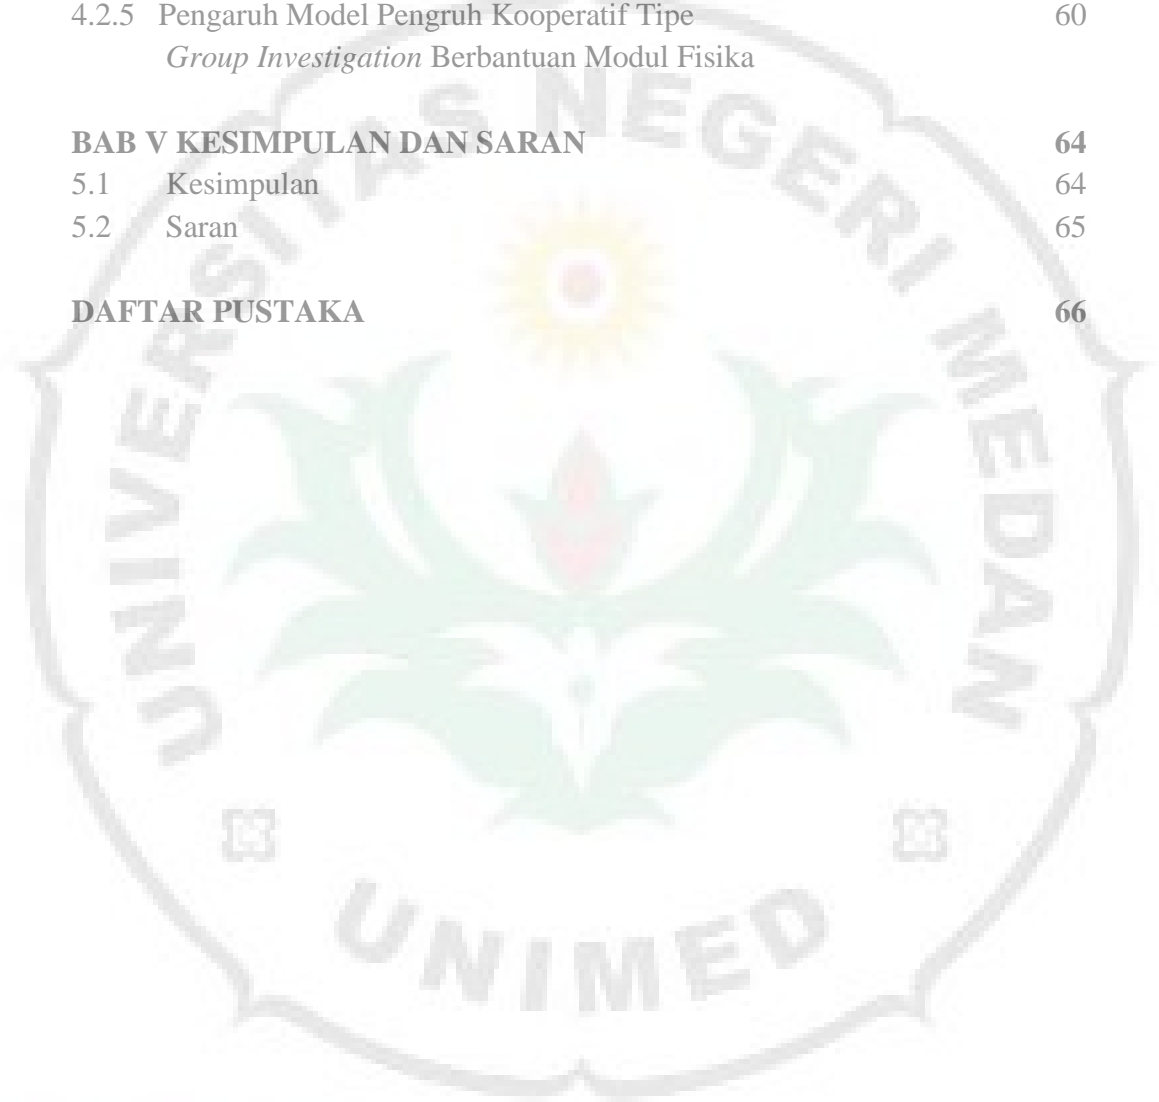 4.2.5 Pengaruh Model Pengruh Kooperatif Tipe 60
Group Investigation Berbantuan Modul Fisika
BAB V KESIMPULAN DAN SARAN 64
5.1 Kesimpulan 64
5.2 Saran 65
DAFTAR PUSTAKA 66
UNIVERSITAS NEGERI MEDAN
UNIMED